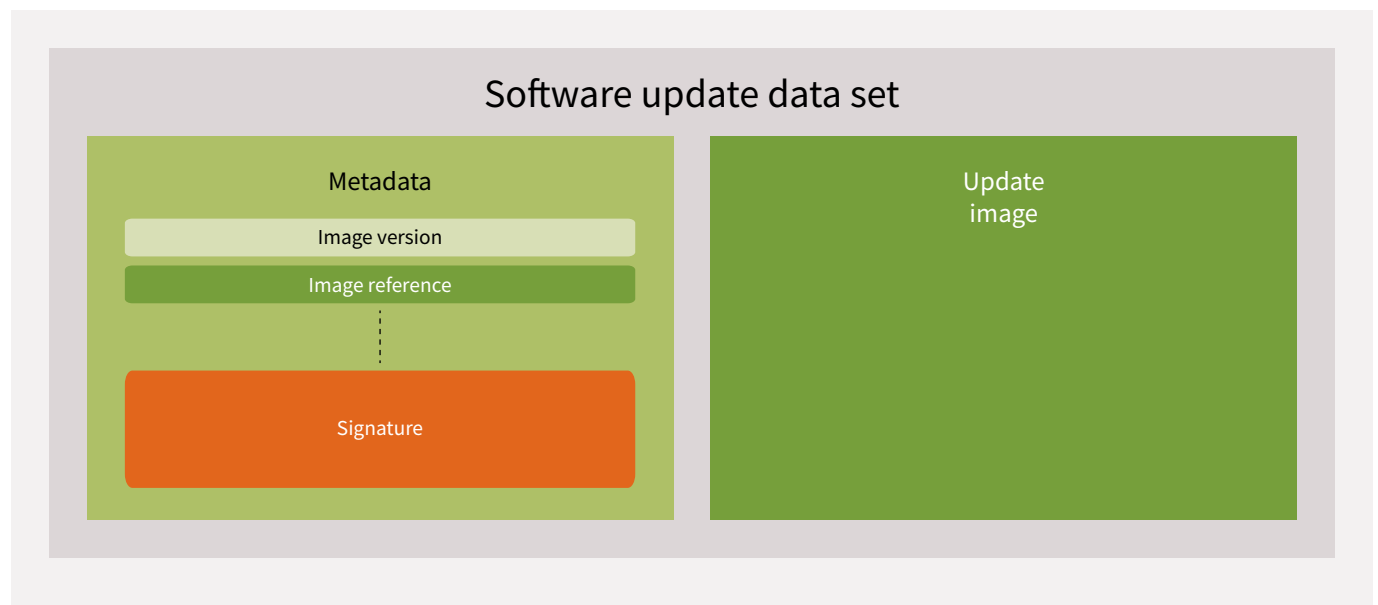 Software update data set
Metadata
Image version
Image reference
Signature
Update
image